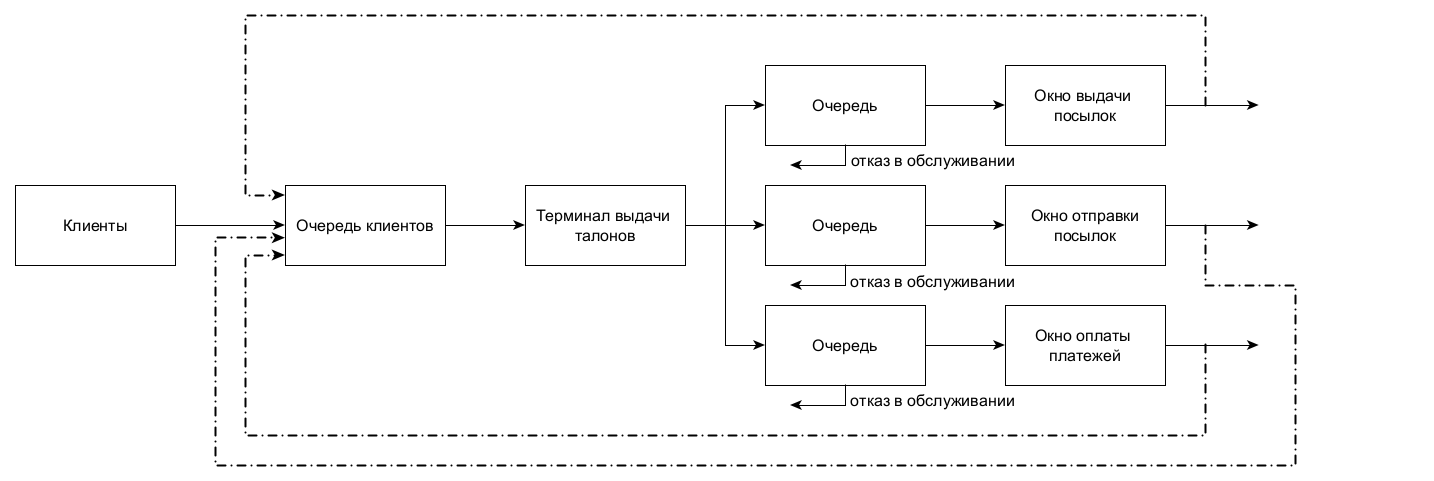 Клиенты
Очередь клиентов
Терминал выдачи
талонов
Очередь
отказ в обслуживании
Окно выдачи
посылок
Очередь
отказ в обслуживании
Окно отправки
посылок
Очередь
отказ в обслуживании
Окно оплаты
платежей